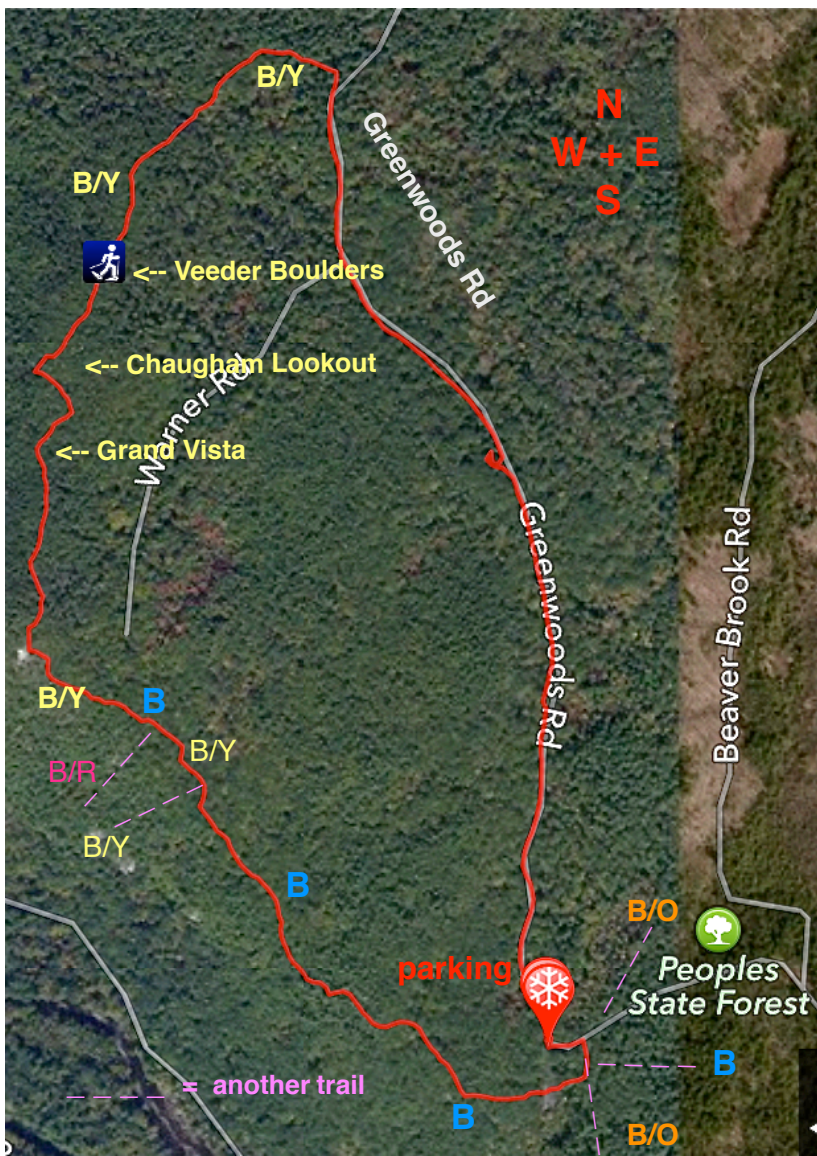 B/Y
N
W + E
S
Greenwoods Rd
B/Y
<-- Veeder Boulders
<-- Chaugham Lookout
Warner Rd
<-- Grand Vista
Greenwoods Rd
Beaver Brook Rd
B/Y
B
B/Y
B/R
B/Y
B
B/O
parking
Peoples
State Forest
B
= another trail
B
B/O